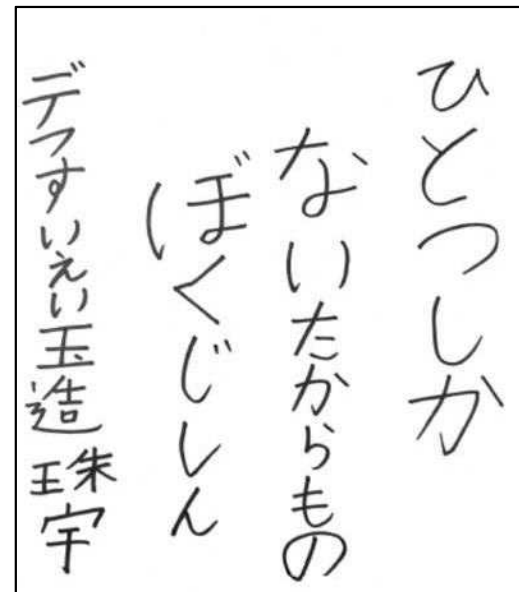 ひとつしか
ないたからもの
ぼくじしん
デフすいえい玉造 珠宇